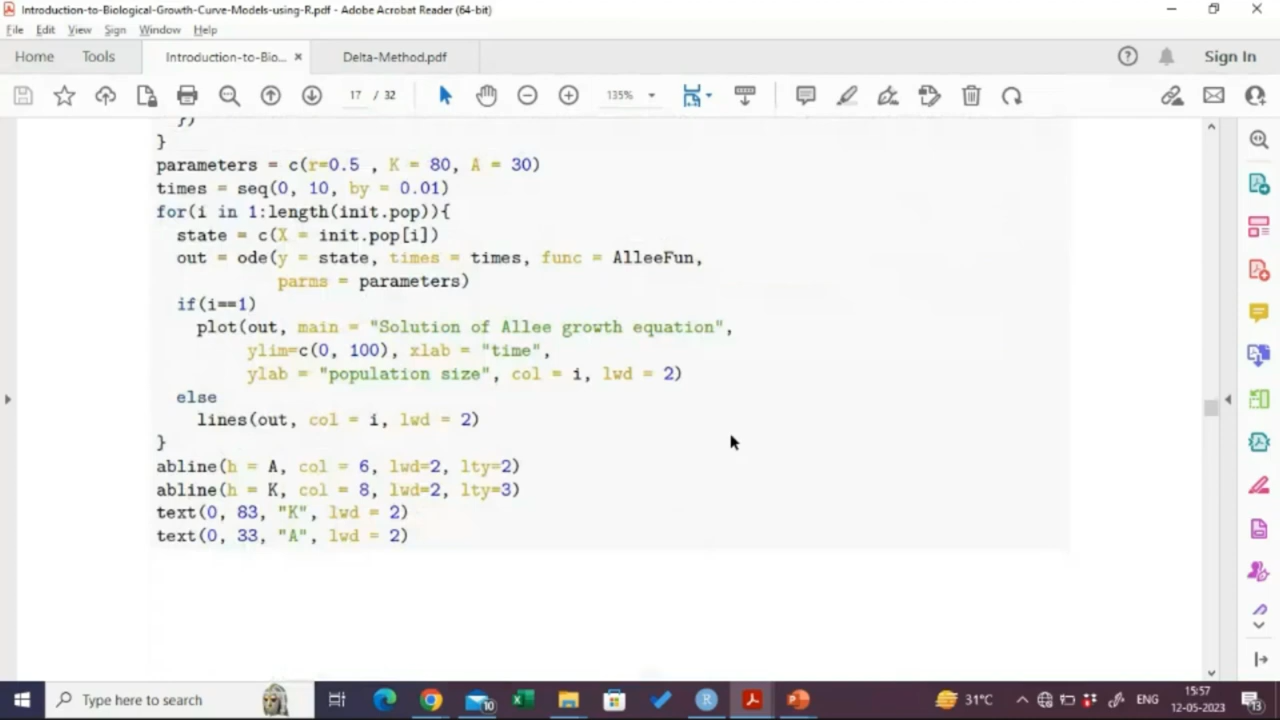 Introduction-to-Biological-Growth-Curve-Models-using-R.pdf - Adobe Acrobat Reader (64-bit)
File Edit View Sign Window Help
Home Tools Introduction-to-Bio... × Delta-Method.pdf Sign In
17 / 32 135%
})
}
parameters = c(r=0.5 , K = 80, A = 30)
times = seq(0, 10, by = 0.01)
for(i in 1:length(init.pop)){
state = c(X = init.pop[i])
out = ode(y = state, times = times, func = AlleeFun,
parms = parameters)
if(i==1)
plot(out, main = "Solution of Allee growth equation",
ylim=c(0, 100), xlab = "time",
ylab = "population size", col = i, lwd = 2)
else
lines(out, col = i, lwd = 2)
}
abline(h = A, col = 6, lwd=2, lty=2)
abline(h = K, col = 8, lwd=2, lty=3)
text(0, 83, "K", lwd = 2)
text(0, 33, "A", lwd = 2)
Type here to search 10 31°C ENG 15:57
12-05-2023 13